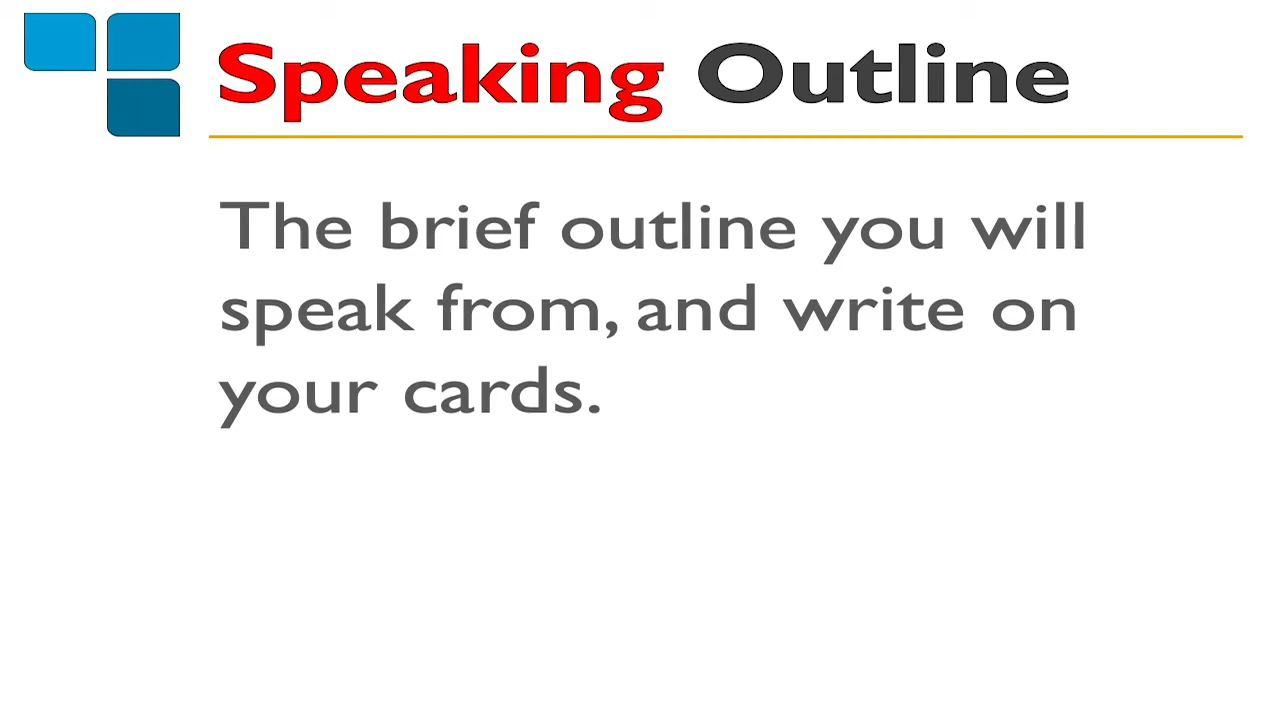 Speaking Outline
The brief outline you will
speak from, and write on
your cards.